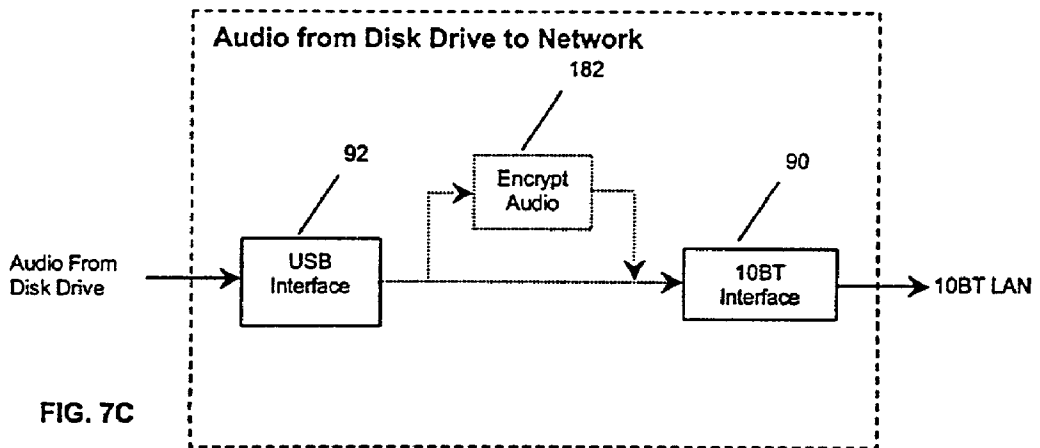 Audio from Disk Drive to Network
182
92
Encrypt
Audio
90
Audio From
Disk Drive
USB
Interface
10BT
Interface
10BT LAN
FIG. 7C